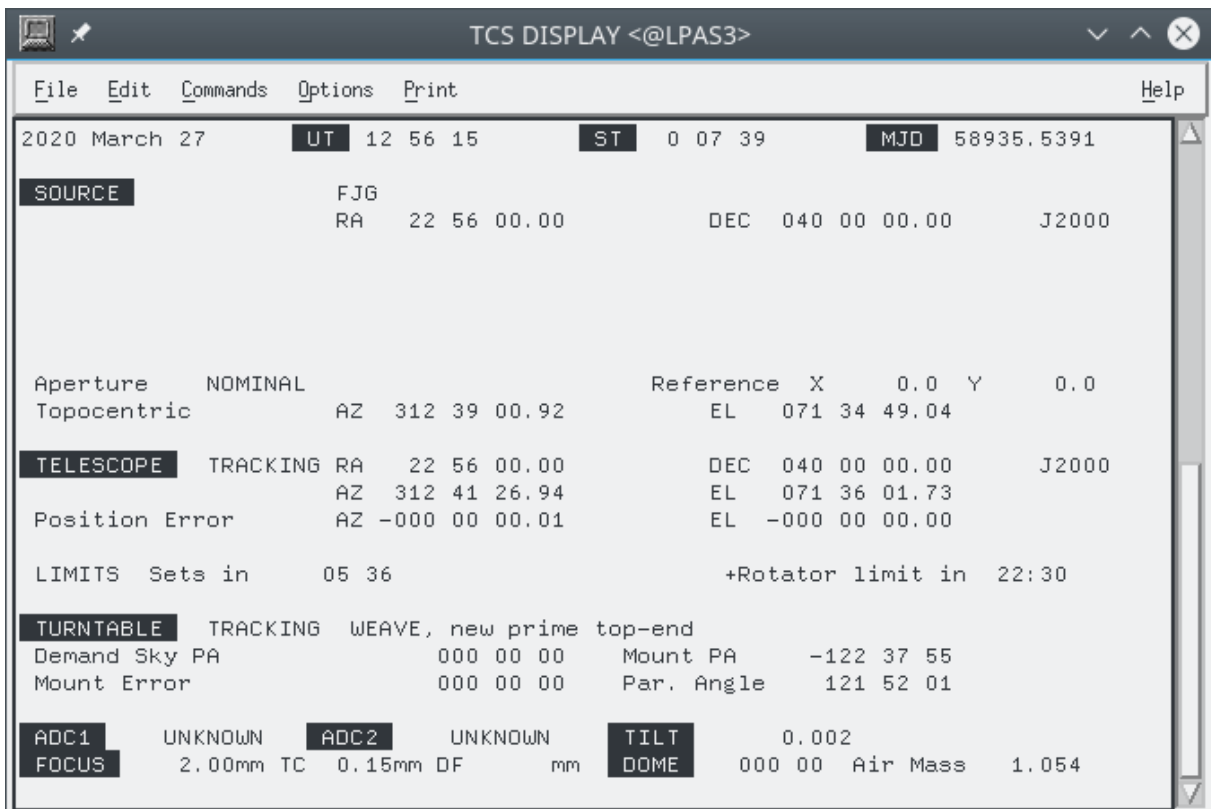 TCS DISPLAY <@LPAS3>
File Edit Commands Options Print Help
2020 March 27 UT 12 56 15 ST 0 07 39 MJD 58935.5391
SOURCE FJG
RA 22 56 00.00 DEC 040 00 00.00 J2000
Aperture NOMINAL Reference X 0.0 Y 0.0
Topocentric AZ 312 39 00.92 EL 071 34 49.04
TELESCOPE TRACKING RA 22 56 00.00 DEC 040 00 00.00 J2000
AZ 312 41 26.94 EL 071 36 01.73
Position Error AZ -000 00 00.01 EL -000 00 00.00
LIMITS Sets in 05 36 +Rotator limit in 22:30
TURNTABLE TRACKING WEAVE, new prime top-end
Demand Sky PA 000 00 00 Mount PA -122 37 55
Mount Error 000 00 00 Par. Angle 121 52 01
ADC1 UNKNOWN ADC2 UNKNOWN TILT 0.002
FOCUS 2.00mm TC 0.15mm DF mm DOME 000 00 Air Mass 1.054